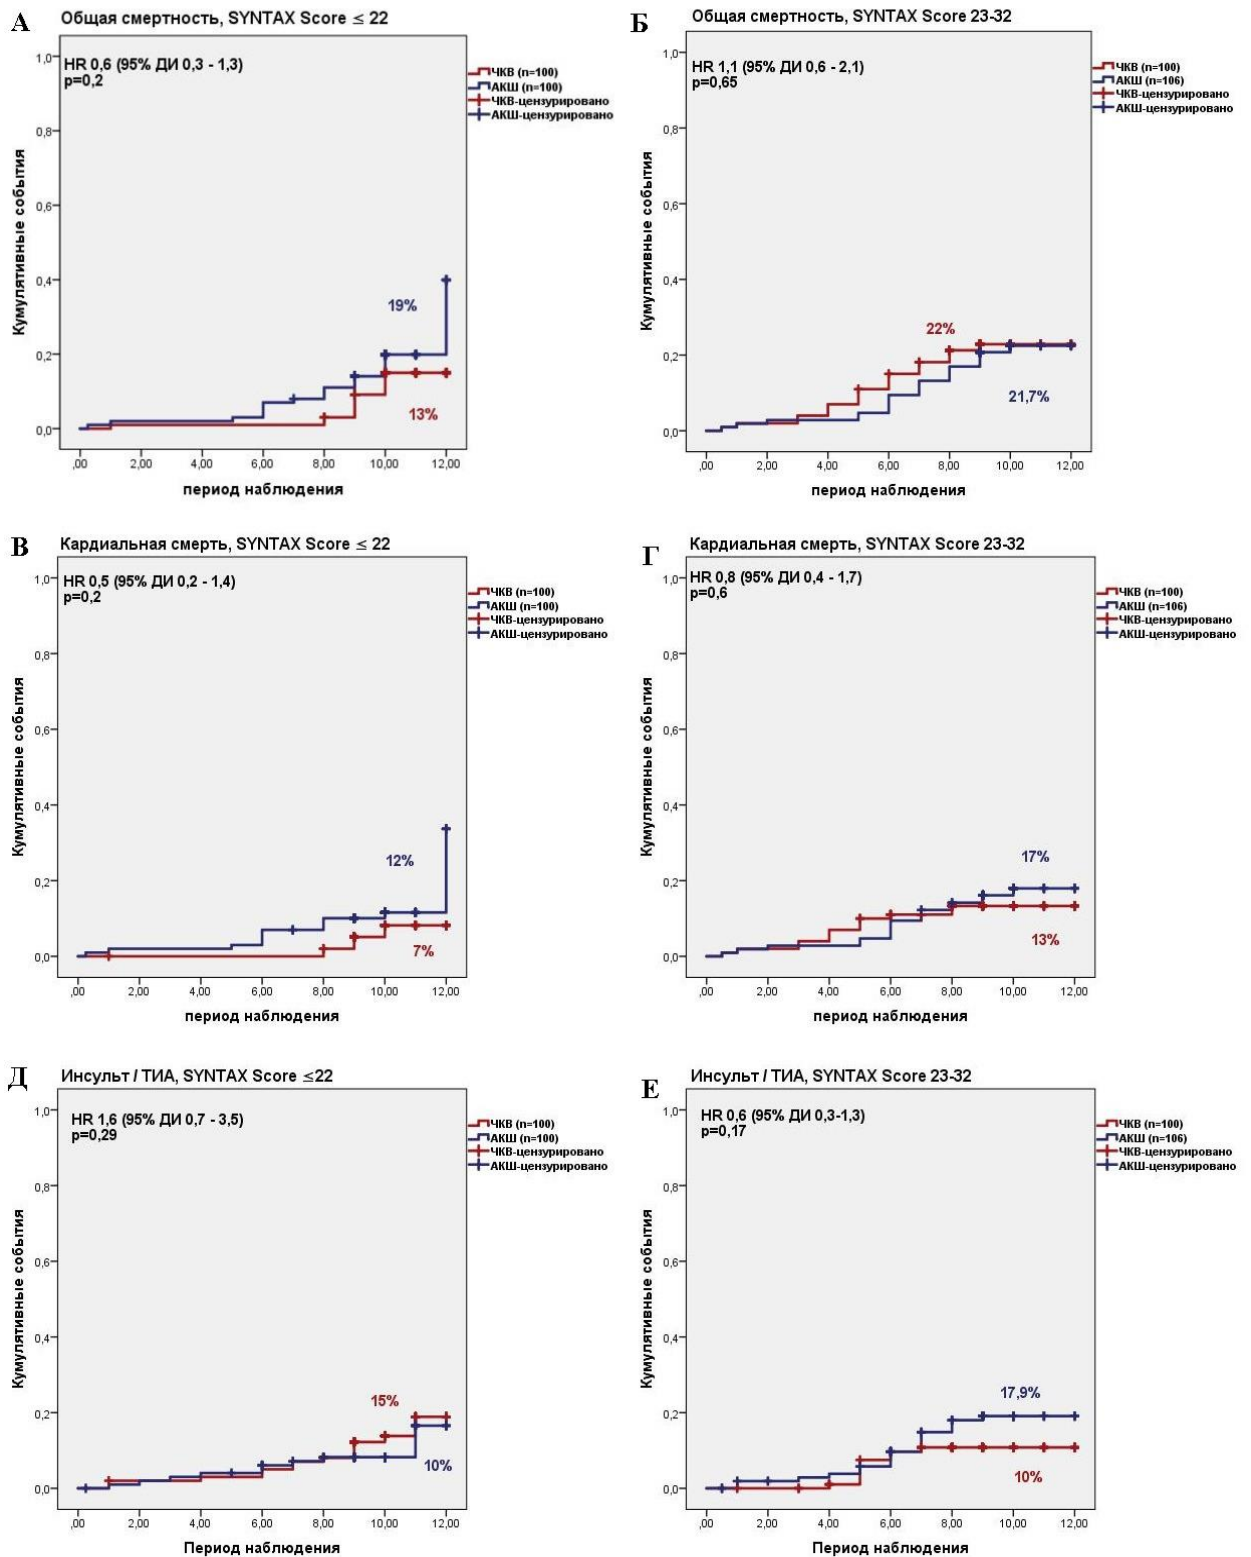 А
Общая смертность, SYNTAX Score ≤ 22
HR 0,6 (95% ДИ 0,3 - 1,3)
p=0,2
ЧКВ (n=100)
АКШ (n=100)
ЧКВ-цензурировано
АКШ-цензурировано
Кумулятивные события
1,0
0,8
0,6
0,4
0,2
0,0
19%
13%
,00 2,00 4,00 6,00 8,00 10,00 12,00
период наблюдения
Б
Общая смертность, SYNTAX Score 23-32
HR 1,1 (95% ДИ 0,6 - 2,1)
p=0,65
ЧКВ (n=100)
АКШ (n=106)
ЧКВ-цензурировано
АКШ-цензурировано
Кумулятивные события
1,0
0,8
0,6
0,4
0,2
0,0
22%
21,7%
,00 2,00 4,00 6,00 8,00 10,00 12,00
период наблюдения
В
Кардиальная смерть, SYNTAX Score ≤ 22
HR 0,5 (95% ДИ 0,2 - 1,4)
p=0,2
ЧКВ (n=100)
АКШ (n=100)
ЧКВ-цензурировано
АКШ-цензурировано
Кумулятивные события
1,0
0,8
0,6
0,4
0,2
0,0
12%
7%
,00 2,00 4,00 6,00 8,00 10,00 12,00
период наблюдения
Г
Кардиальная смерть, SYNTAX Score 23-32
HR 0,8 (95% ДИ 0,4 - 1,7)
p=0,6
ЧКВ (n=100)
АКШ (n=106)
ЧКВ-цензурировано
АКШ-цензурировано
Кумулятивные события
1,0
0,8
0,6
0,4
0,2
0,0
17%
13%
,00 2,00 4,00 6,00 8,00 10,00 12,00
период наблюдения
Д
Инсульт / ТИА, SYNTAX Score ≤22
HR 1,6 (95% ДИ 0,7 - 3,5)
p=0,29
ЧКВ (n=100)
АКШ (n=100)
ЧКВ-цензурировано
АКШ-цензурировано
Кумулятивные события
1,0
0,8
0,6
0,4
0,2
0,0
15%
10%
,00 2,00 4,00 6,00 8,00 10,00 12,00
Период наблюдения
Е
Инсульт / ТИА, SYNTAX Score 23-32
HR 0,6 (95% ДИ 0,3-1,3)
p=0,17
ЧКВ (n=100)
АКШ (n=106)
ЧКВ-цензурировано
АКШ-цензурировано
Кумулятивные события
1,0
0,8
0,6
0,4
0,2
0,0
17,9%
10%
,00 2,00 4,00 6,00 8,00 10,00 12,00
Период наблюдения